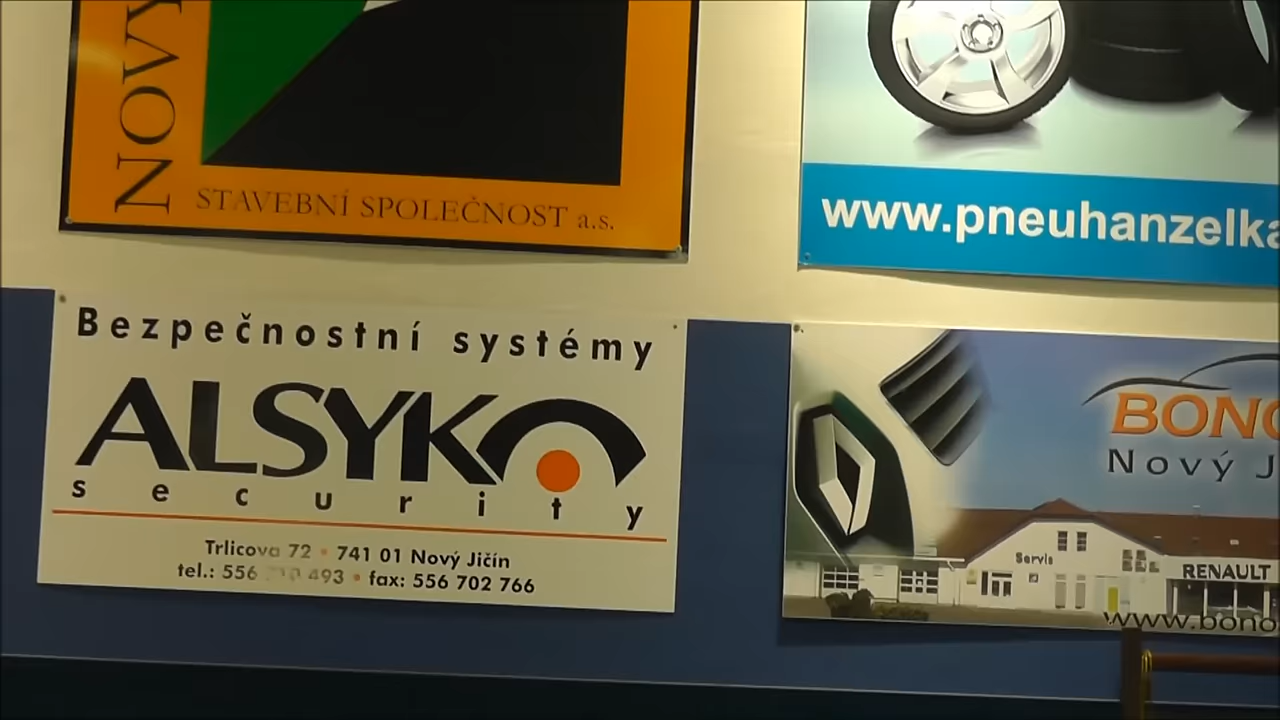 NOVÝ
STAVEBNÍ SPOLEČNOST a.s.
www.pneuhanzelka
Bezpečnostní systémy
ALSYKO
security
Trlicova 72 • 741 01 Nový Jičín
tel.: 556 493 • fax: 556 702 766
BONO
Nový J
Servis
RENAULT
www.bono